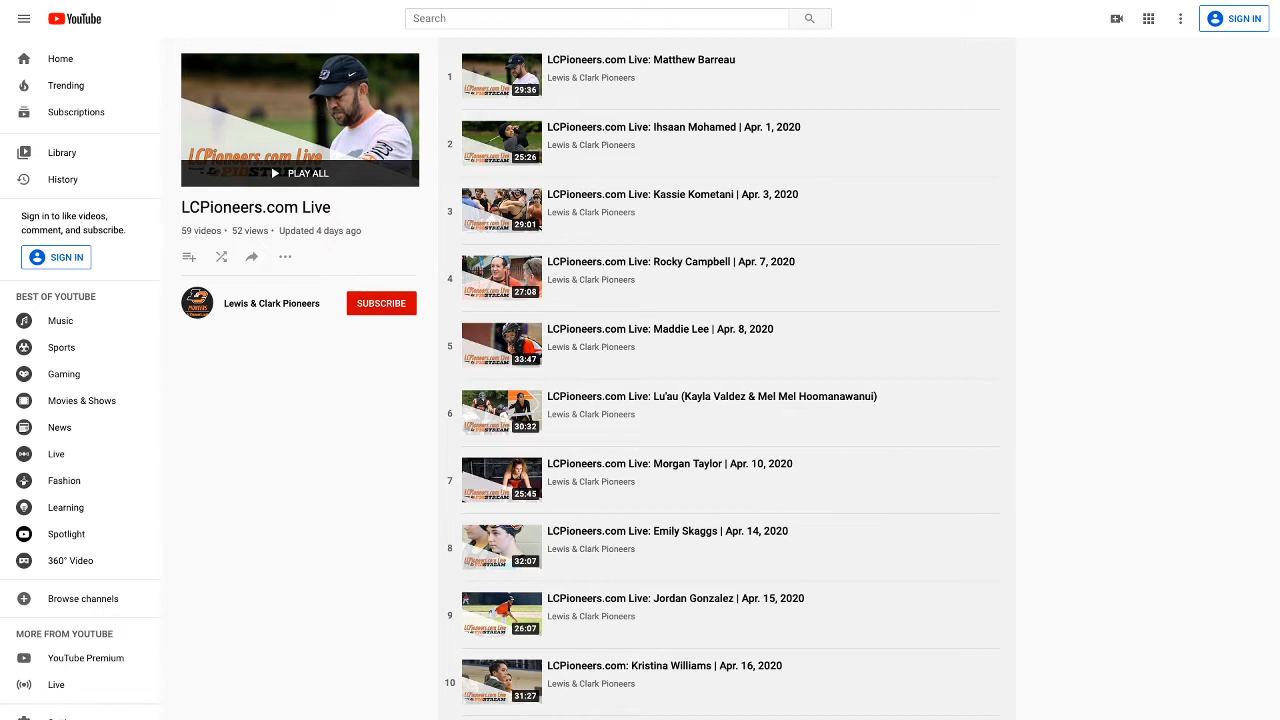 YouTube
Search
SIGN IN
Home
Trending
Subscriptions
Library
History
Sign in to like videos,
comment, and subscribe.
SIGN IN
BEST OF YOUTUBE
Music
Sports
Gaming
Movies & Shows
News
Live
Fashion
Learning
Spotlight
360° Video
Browse channels
MORE FROM YOUTUBE
YouTube Premium
Live
LCPioneers.com Live
PLAY ALL
LCPioneers.com Live
59 videos • 52 views • Updated 4 days ago
Lewis & Clark Pioneers
SUBSCRIBE
1
29:36
LCPioneers.com Live: Matthew Barreau
Lewis & Clark Pioneers
2
25:26
LCPioneers.com Live: Ihsaan Mohamed | Apr. 1, 2020
Lewis & Clark Pioneers
3
29:01
LCPioneers.com Live: Kassie Kometani | Apr. 3, 2020
Lewis & Clark Pioneers
4
27:08
LCPioneers.com Live: Rocky Campbell | Apr. 7, 2020
Lewis & Clark Pioneers
5
33:47
LCPioneers.com Live: Maddie Lee | Apr. 8, 2020
Lewis & Clark Pioneers
6
30:32
LCPioneers.com Live: Lu'au (Kayla Valdez & Mel Mel Hoomanawanui)
Lewis & Clark Pioneers
7
25:45
LCPioneers.com Live: Morgan Taylor | Apr. 10, 2020
Lewis & Clark Pioneers
8
32:07
LCPioneers.com Live: Emily Skaggs | Apr. 14, 2020
Lewis & Clark Pioneers
9
26:07
LCPioneers.com Live: Jordan Gonzalez | Apr. 15, 2020
Lewis & Clark Pioneers
10
31:27
LCPioneers.com: Kristina Williams | Apr. 16, 2020
Lewis & Clark Pioneers